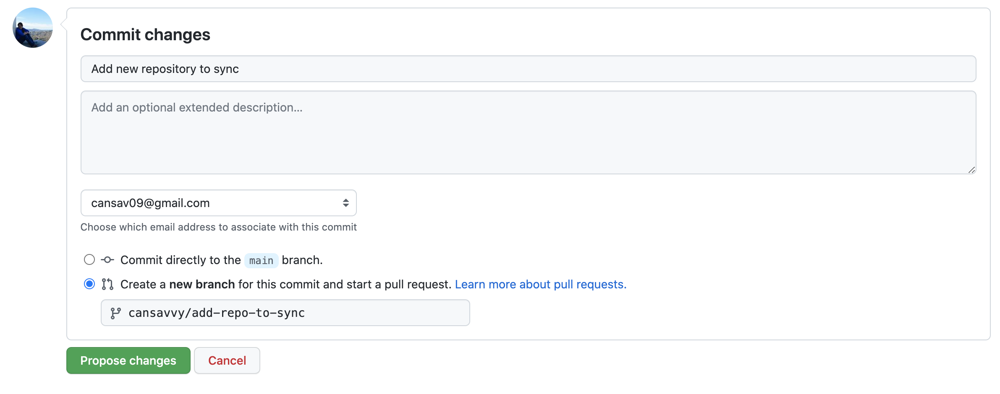 Commit changes
Add new repository to sync
Add an optional extended description...
cansav09@gmail.com
Choose which email address to associate with this commit
Commit directly to the main branch.
Create a new branch for this commit and start a pull request. Learn more about pull requests.
cansavvy/add-repo-to-sync
Propose changes
Cancel